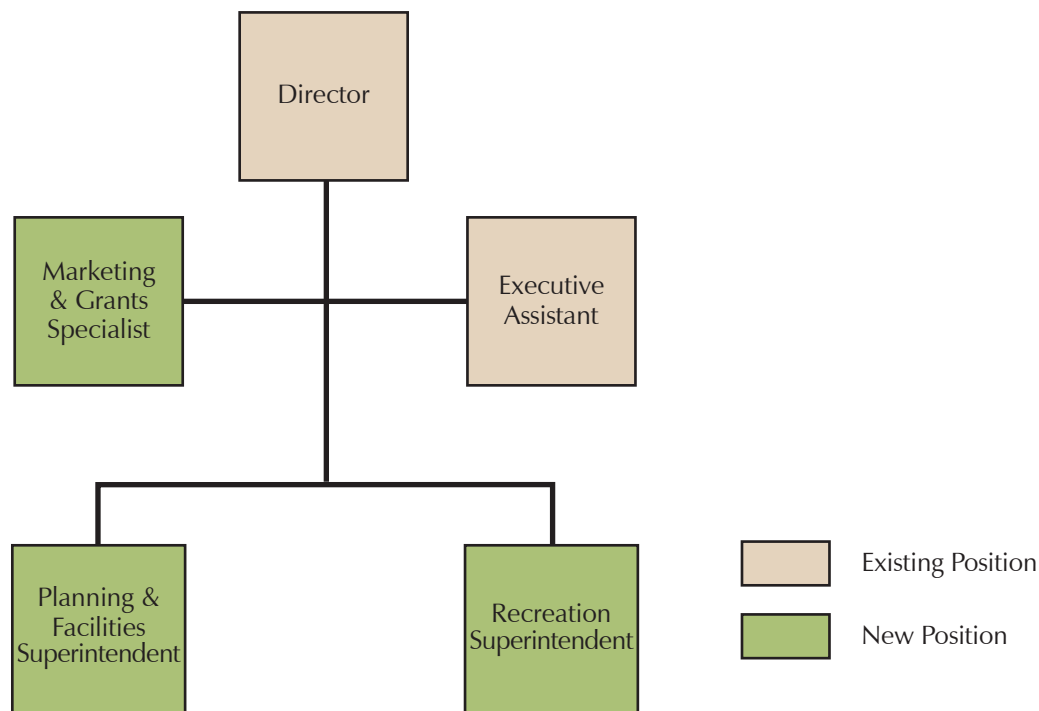 Director
Marketing
& Grants
Specialist
Executive
Assistant
Planning &
Facilities
Superintendent
Recreation
Superintendent
Existing Position
New Position